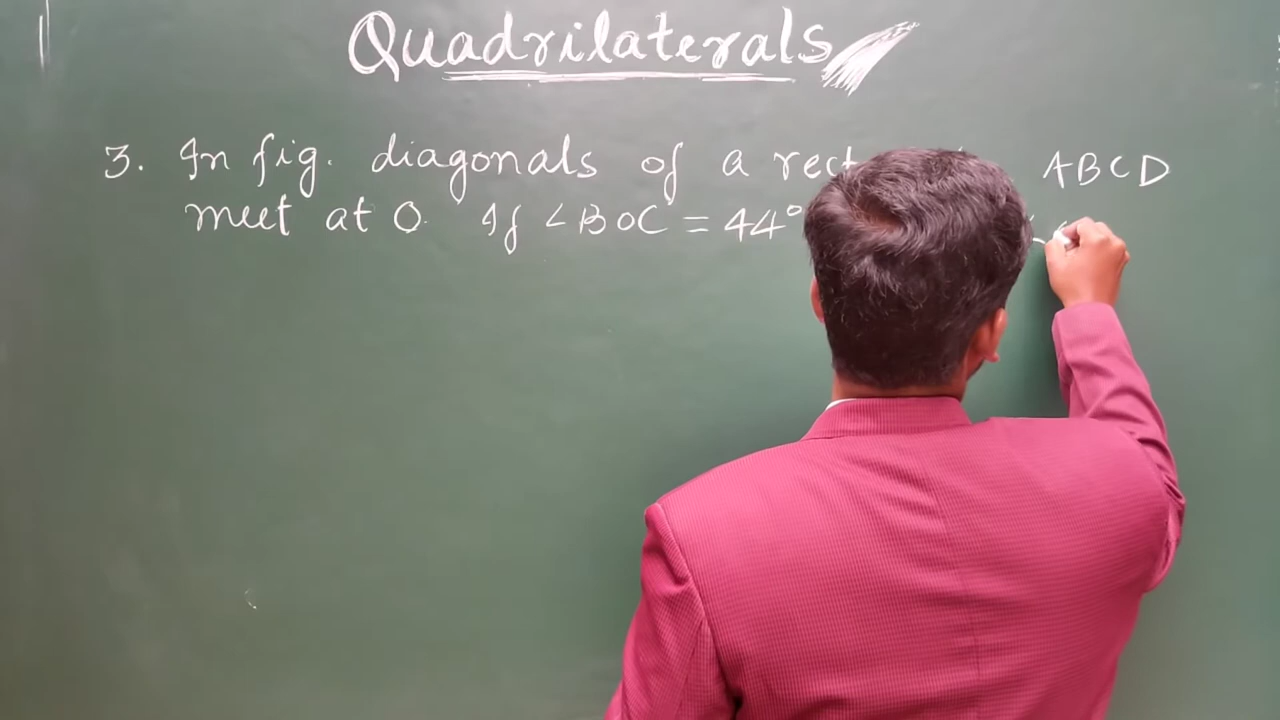 Quadrilaterals
3. In fig. diagonals of a rect ABCD
meet at O. If ∠BOC = 44°